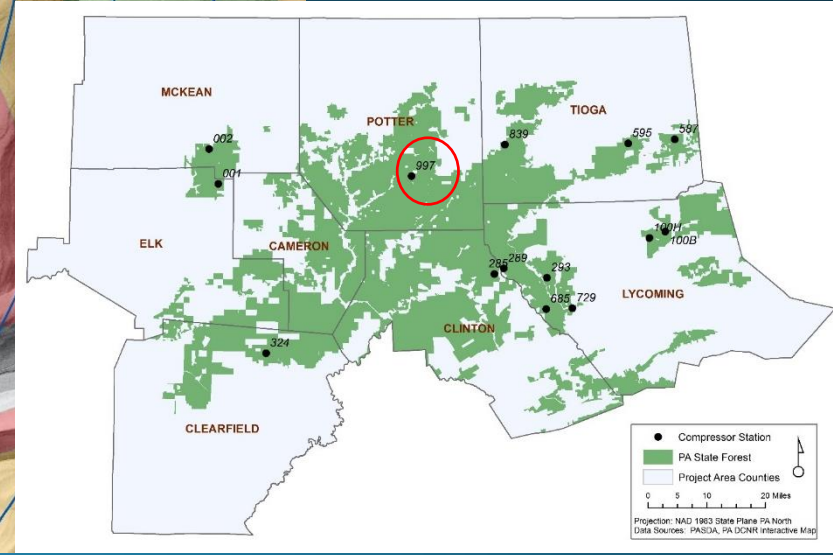 MCKEAN
POTTER
TIOGA
002
839
595
587
997
001
ELK
CAMERON
100H
100B
285
289
293
LYCOMING
685
729
CLINTON
324
CLEARFIELD
Compressor Station
PA State Forest
Project Area Counties
0 5 10 20 Miles
Projection: NAD 1983 State Plane PA North
Data Sources: PASDA, PA DCNR Interactive Map